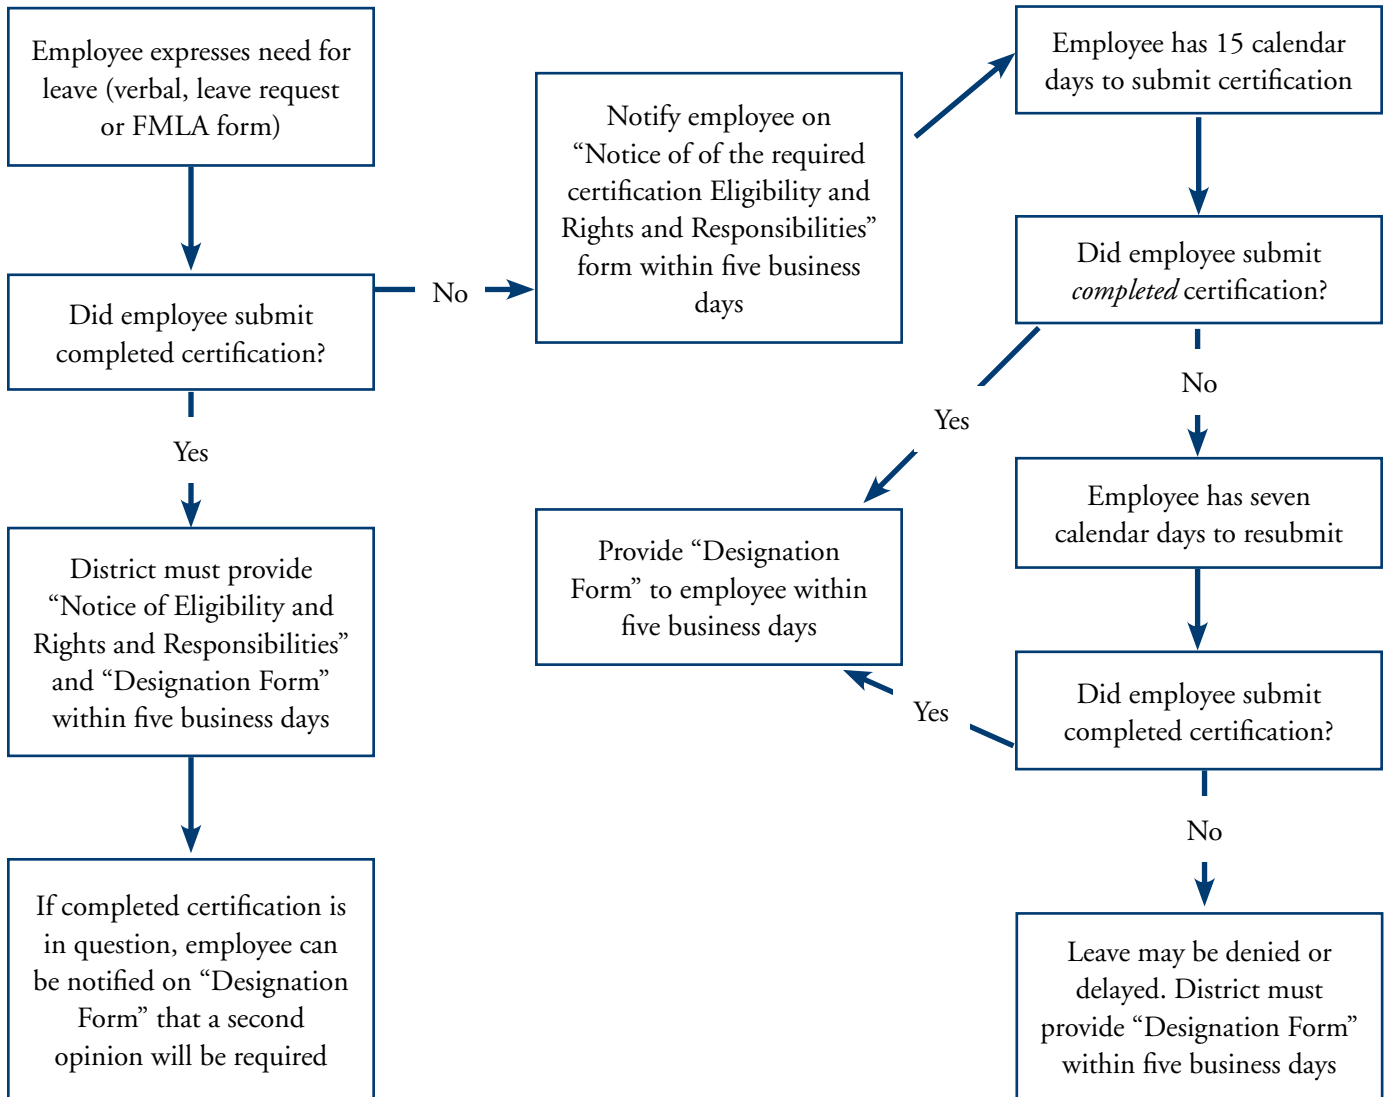 Employee expresses need for
leave (verbal, leave request
or FMLA form)
Did employee submit
completed certification?
No
Yes
District must provide
“Notice of Eligibility and
Rights and Responsibilities”
and “Designation Form”
within five business days
If completed certification is
in question, employee can
be notified on “Designation
Form” that a second
opinion will be required
Notify employee on
“Notice of of the required
certification Eligibility and
Rights and Responsibilities”
form within five business
days
Employee has 15 calendar
days to submit certification
Did employee submit
completed certification?
Yes
No
Provide “Designation
Form” to employee within
five business days
Employee has seven
calendar days to resubmit
Did employee submit
completed certification?
Yes
No
Leave may be denied or
delayed. District must
provide “Designation Form”
within five business days